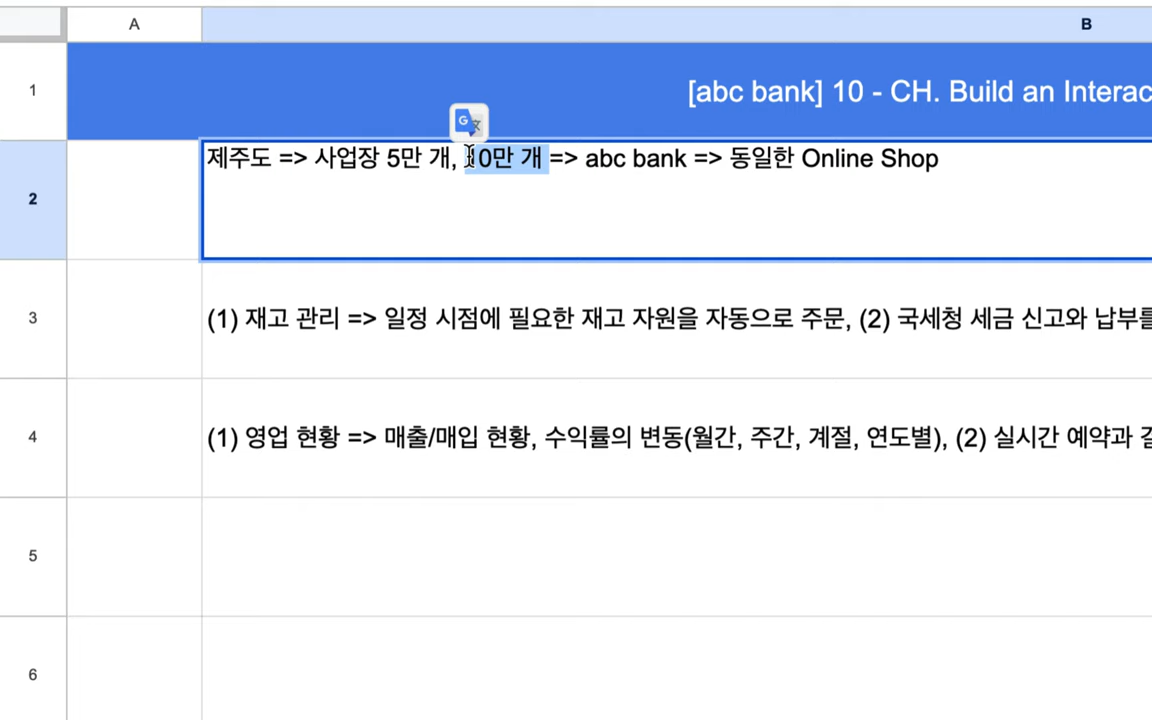 A B
1 [abc bank] 10 - CH. Build an Interac
2 제주도 => 사업장 5만 개, 0만 개 => abc bank => 동일한 Online Shop
3 (1) 재고 관리 => 일정 시점에 필요한 재고 자원을 자동으로 주문, (2) 국세청 세금 신고와 납부를
4 (1) 영업 현황 => 매출/매입 현황, 수익률의 변동(월간, 주간, 계절, 연도별), (2) 실시간 예약과
5
6